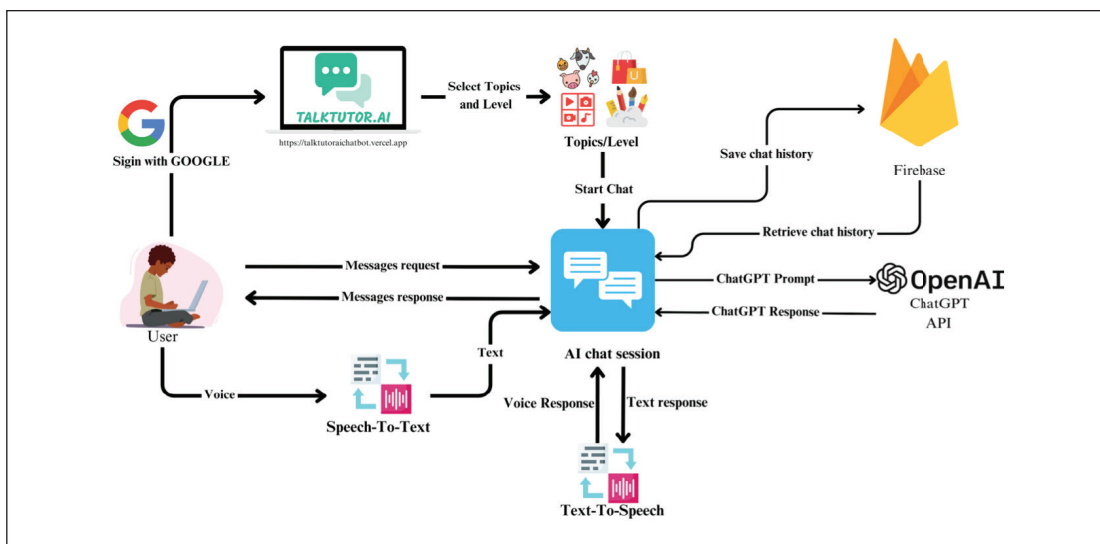 TALKTUTOR.AI
https://talktutoraichatbot.vercel.app
Sigin with GOOGLE
Select Topics
and Level
Topics/Level
Start Chat
Save chat history
Firebase
Retrieve chat history
Messages request
Messages response
ChatGPT Prompt
ChatGPT Response
OpenAI
ChatGPT
API
User
Text
AI chat session
Voice
Speech-To-Text
Voice Response
Text response
Text-To-Speech